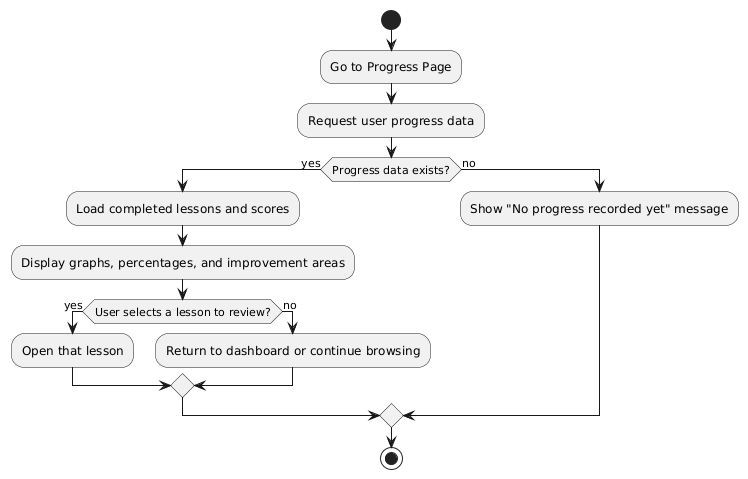 Go to Progress Page
Request user progress data
yes
Progress data exists?
no
Load completed lessons and scores
Show "No progress recorded yet" message
Display graphs, percentages, and improvement areas
yes
User selects a lesson to review?
no
Open that lesson
Return to dashboard or continue browsing